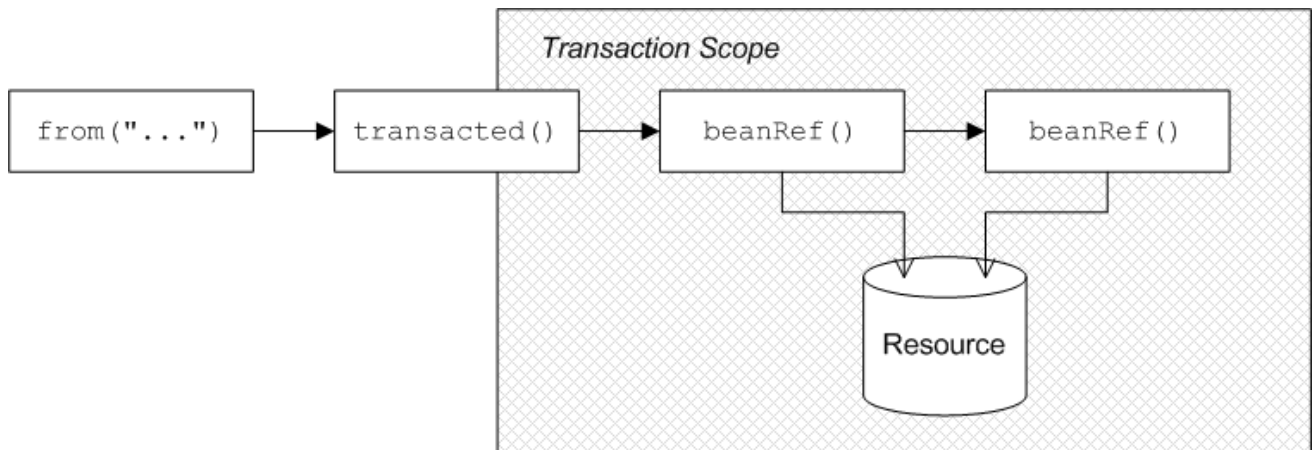 Transaction Scope
from("...")
transacted()
beanRef()
beanRef()
Resource